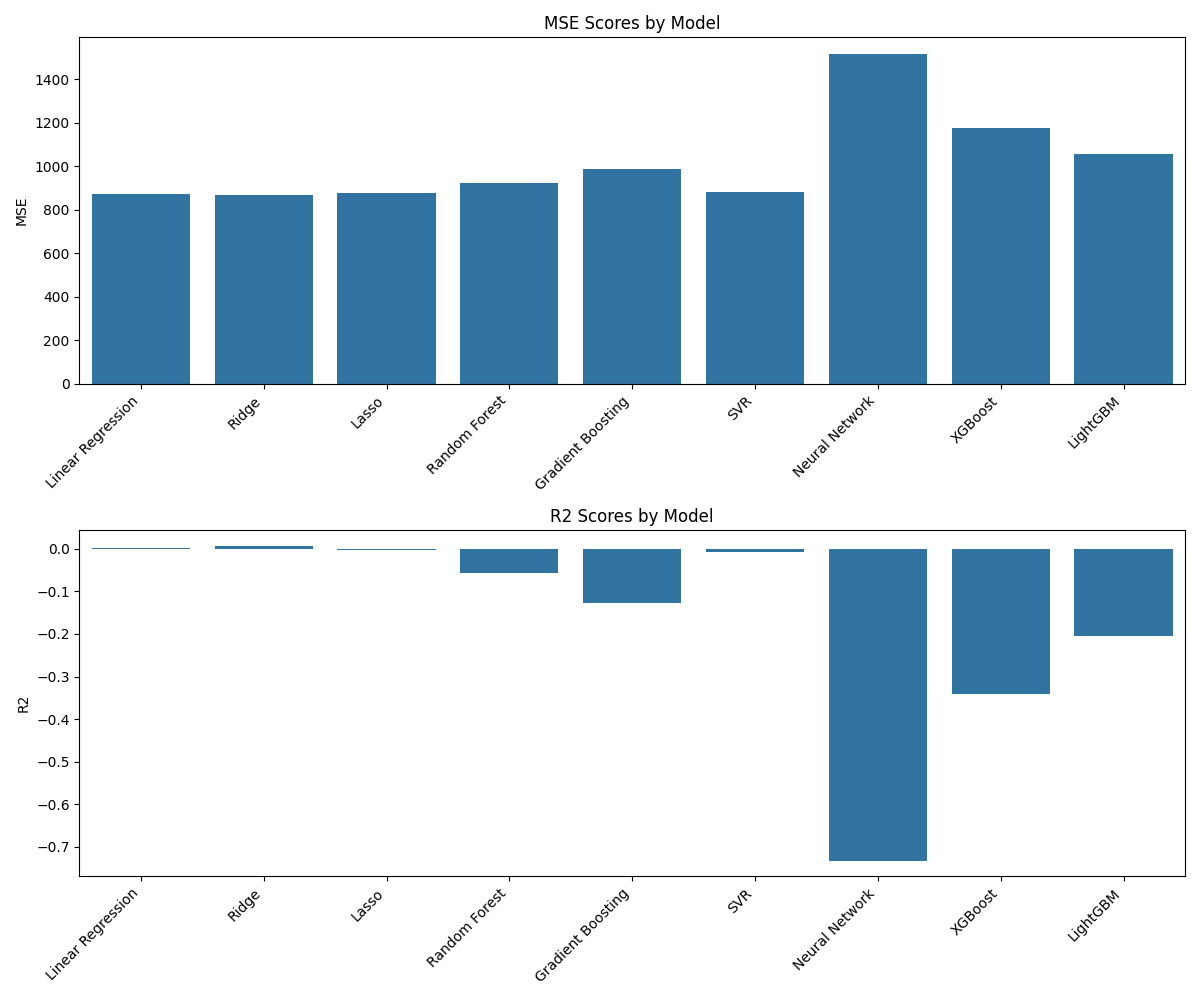 MSE Scores by Model
MSE
1400
1200
1000
800
600
400
200
0
Linear Regression
Ridge
Lasso
Random Forest
Gradient Boosting
SVR
Neural Network
XGBoost
LightGBM
R2 Scores by Model
R2
0.0
−0.1
−0.2
−0.3
−0.4
−0.5
−0.6
−0.7
Linear Regression
Ridge
Lasso
Random Forest
Gradient Boosting
SVR
Neural Network
XGBoost
LightGBM